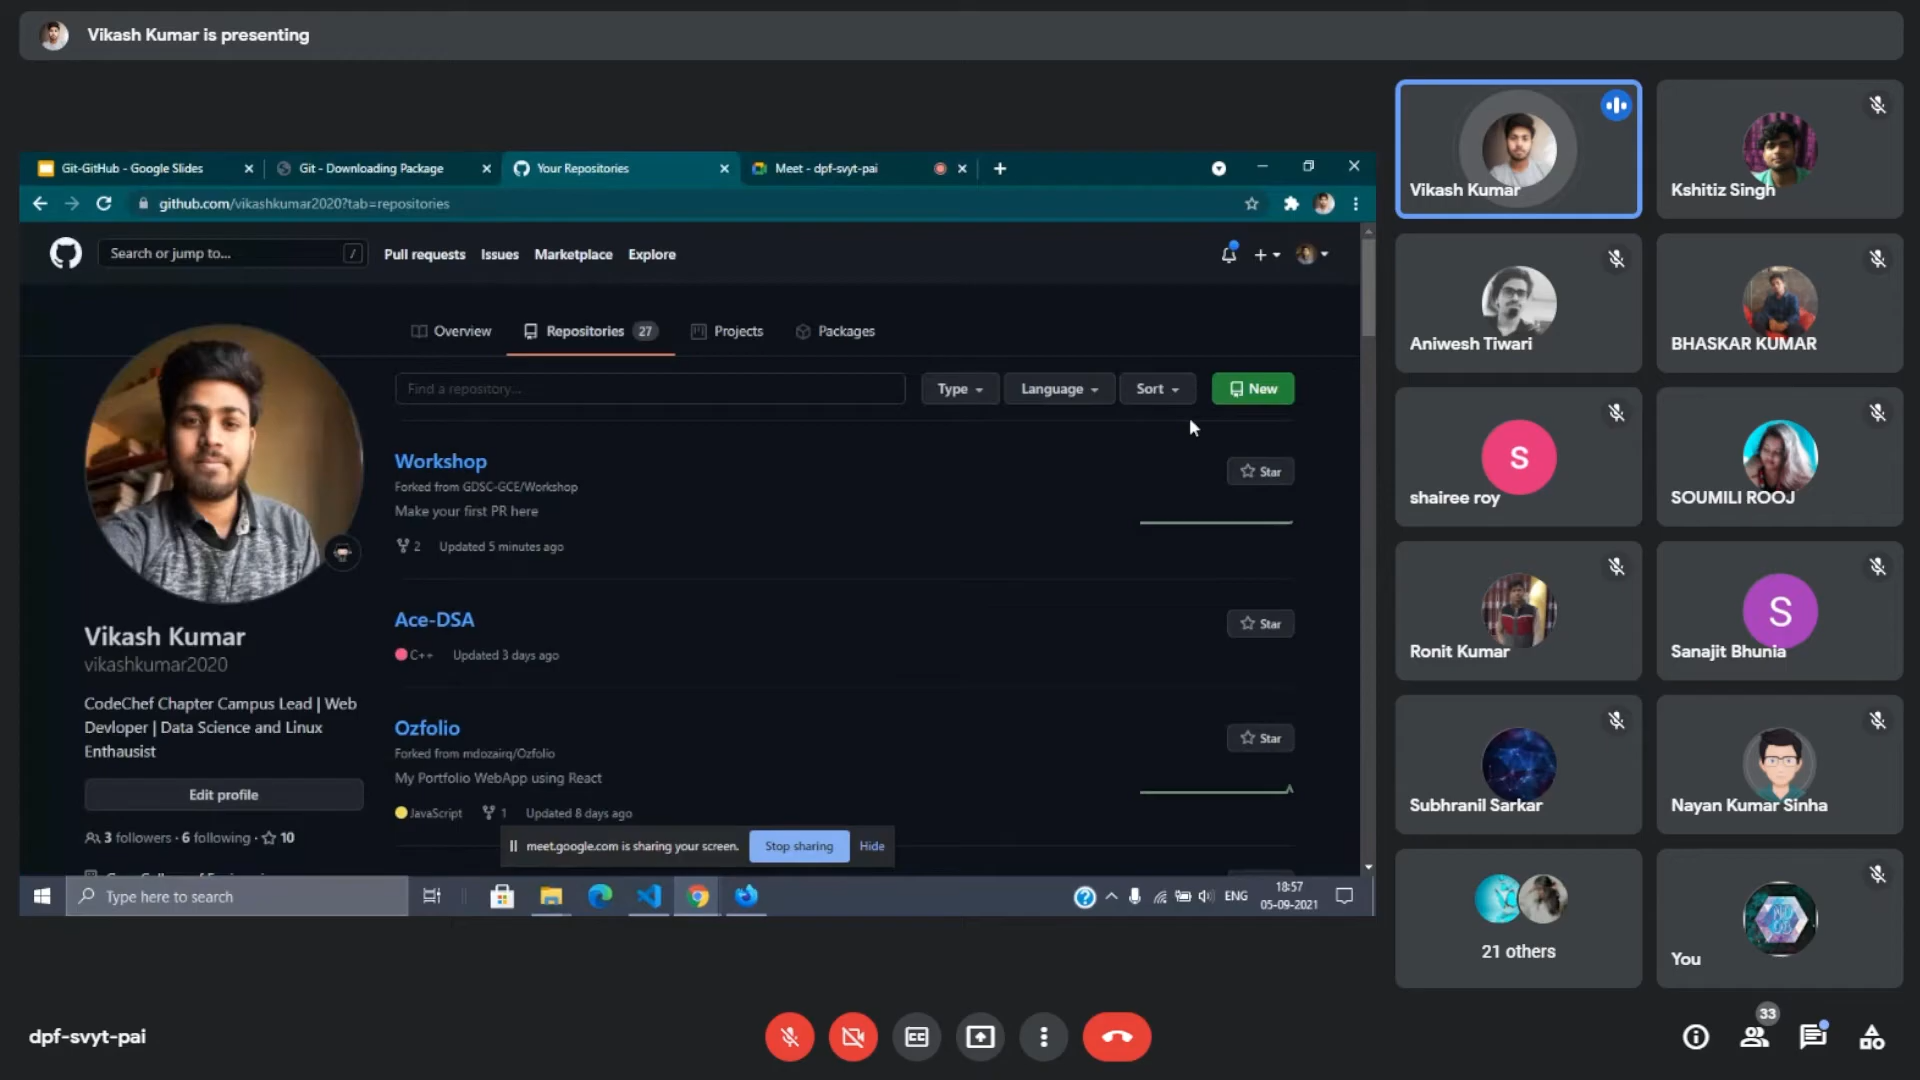 Vikash Kumar is presenting
Git-GitHub - Google Slides
Git - Downloading Package
Your Repositories
Meet - dpf-svyt-pai
github.com/vikashkumar2020?tab=repositories
Search or jump to... /
Pull requests Issues Marketplace Explore
Overview Repositories 27 Projects Packages
Find a repository...
Type Language Sort New
Workshop
Star
Forked from GDSC-GCE/Workshop
Make your first PR here
2 Updated 5 minutes ago
Ace-DSA
Star
C++ Updated 3 days ago
Ozfolio
Star
Forked from mdozairq/Ozfolio
My Portfolio WebApp using React
JavaScript 1 Updated 8 days ago
Vikash Kumar
vikashkumar2020
CodeChef Chapter Campus Lead | Web
Devloper | Data Science and Linux
Enthausist
Edit profile
3 followers · 6 following · 10
meet.google.com is sharing your screen. Stop sharing Hide
Type here to search
ENG
18:57
05-09-2021
Vikash Kumar
Kshitiz Singh
Aniwesh Tiwari
BHASKAR KUMAR
S
shairee roy
SOUMILI ROOJ
Ronit Kumar
S
Sanajit Bhunia
Subhranil Sarkar
Nayan Kumar Sinha
21 others
You
dpf-svyt-pai
CC
33